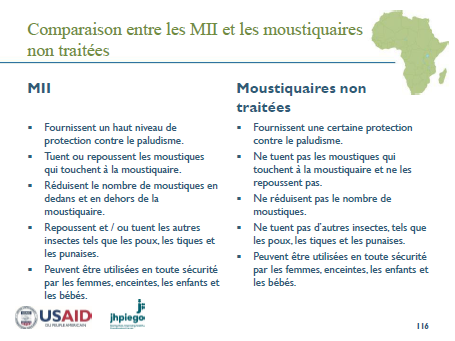 Comparaison entre les MII et les moustiquaires
non traitées
MII
Fournissent un haut niveau de
protection contre le paludisme.
Tuent ou repoussent les moustiques
qui touchent à la moustiquaire.
Réduisent le nombre de moustiques en
dedans et en dehors de la
moustiquaire.
Repoussent et / ou tuent les autres
insectes tels que les poux, les tiques et
les punaises.
Peuvent être utilisées en toute sécurité
par les femmes, enceintes, les enfants et
les bébés.
Moustiquaires non
traitées
Fournissent une certaine protection
contre le paludisme.
Ne tuent pas les moustiques qui
touchent à la moustiquaire et ne les
repoussent pas.
Ne réduisent pas le nombre de
moustiques.
Ne tuent pas d'autres insectes, tels que
les poux, les tiques et les punaises.
Peuvent être utilisées en toute sécurité
par les femmes, enceintes, les enfants et
les bébés.
USAID
DU PEUPLE AMERICAIN
jhpiego
116